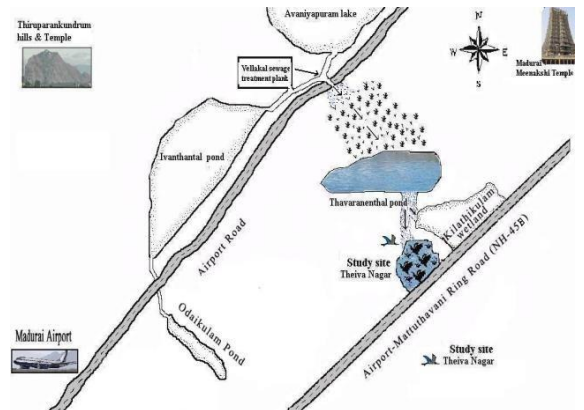 Thiruparankundrum
hills & Temple
Avaniyapuram lake
N
W E
S
Madurai
Meenakshi Temple
Vellakal sewage
treatment plank
Ivanthantal pond
Thavaranenthal pond
Kilathikulam
wetland
Airport Road
Study site
Theiva Nagar
Odaikulam Pond
Airport-Mattuthavani Ring Road (NH-45B)
Madurai Airport
Study site
Theiva Nagar